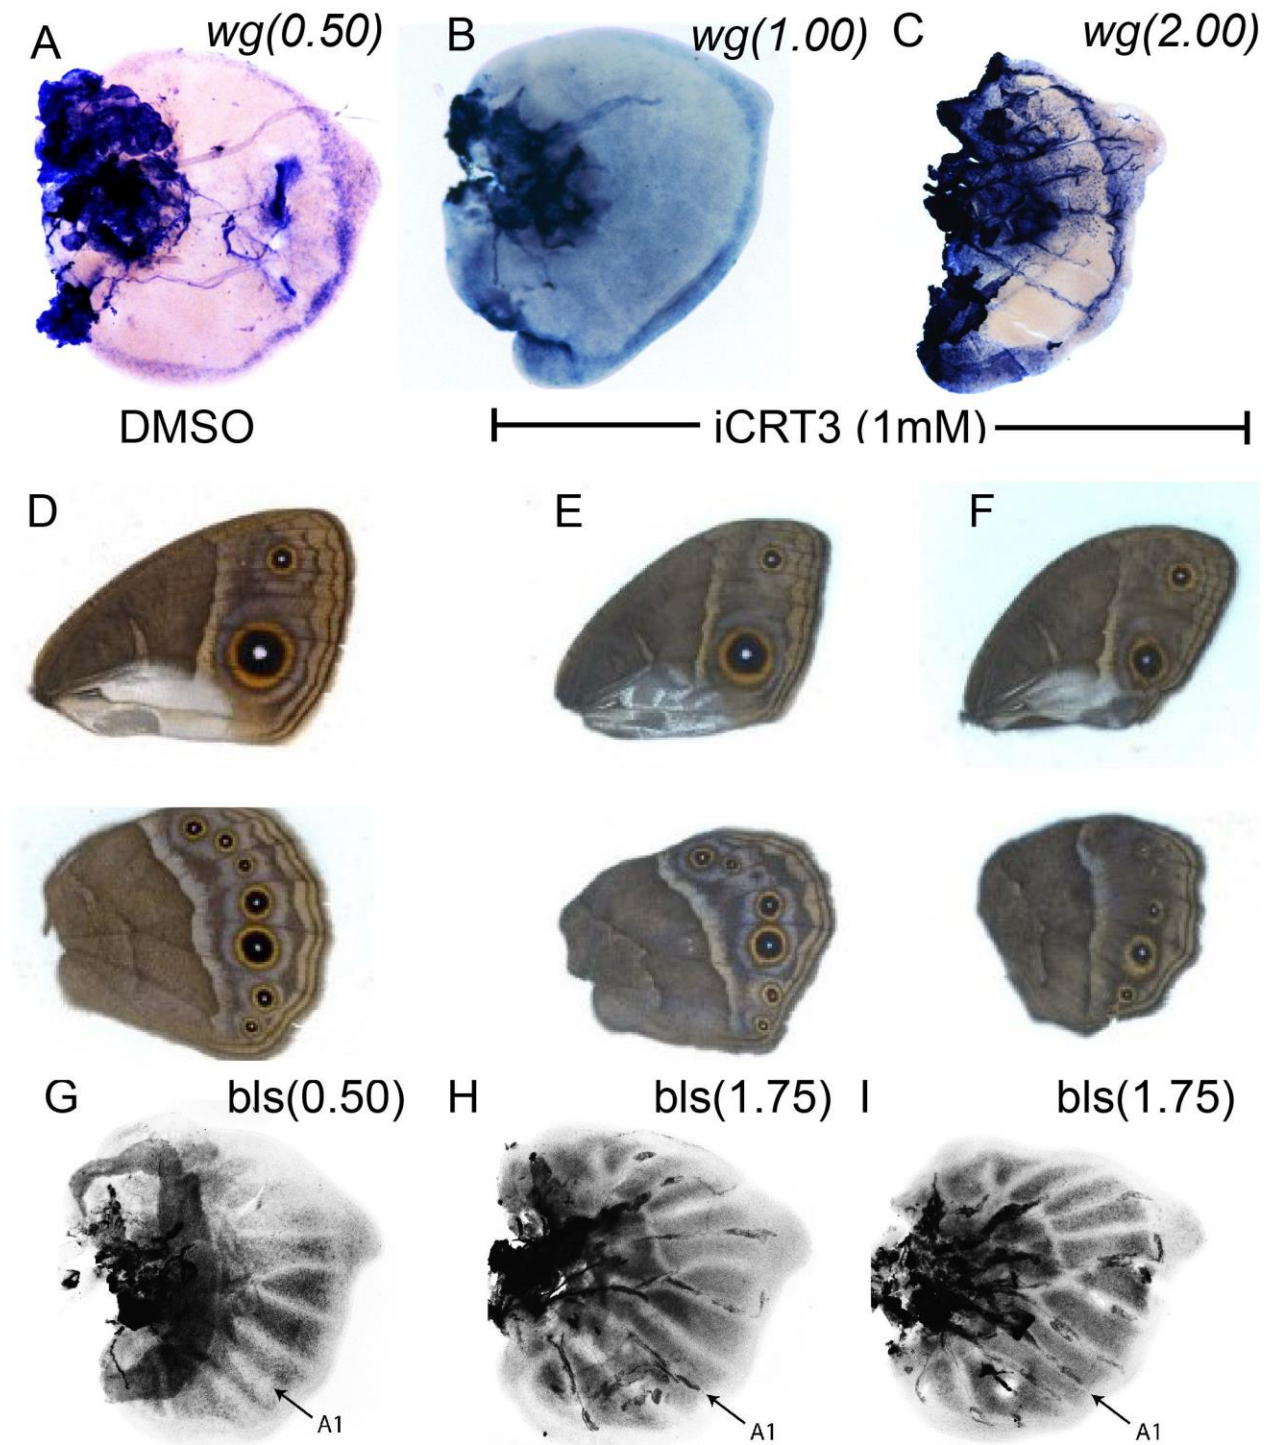 A wg(0.50) B wg(1.00) C wg(2.00)
DMSO iCRT3 (1mM)
D E F
G bls(0.50) H bls(1.75) I bls(1.75)
A1 A1 A1